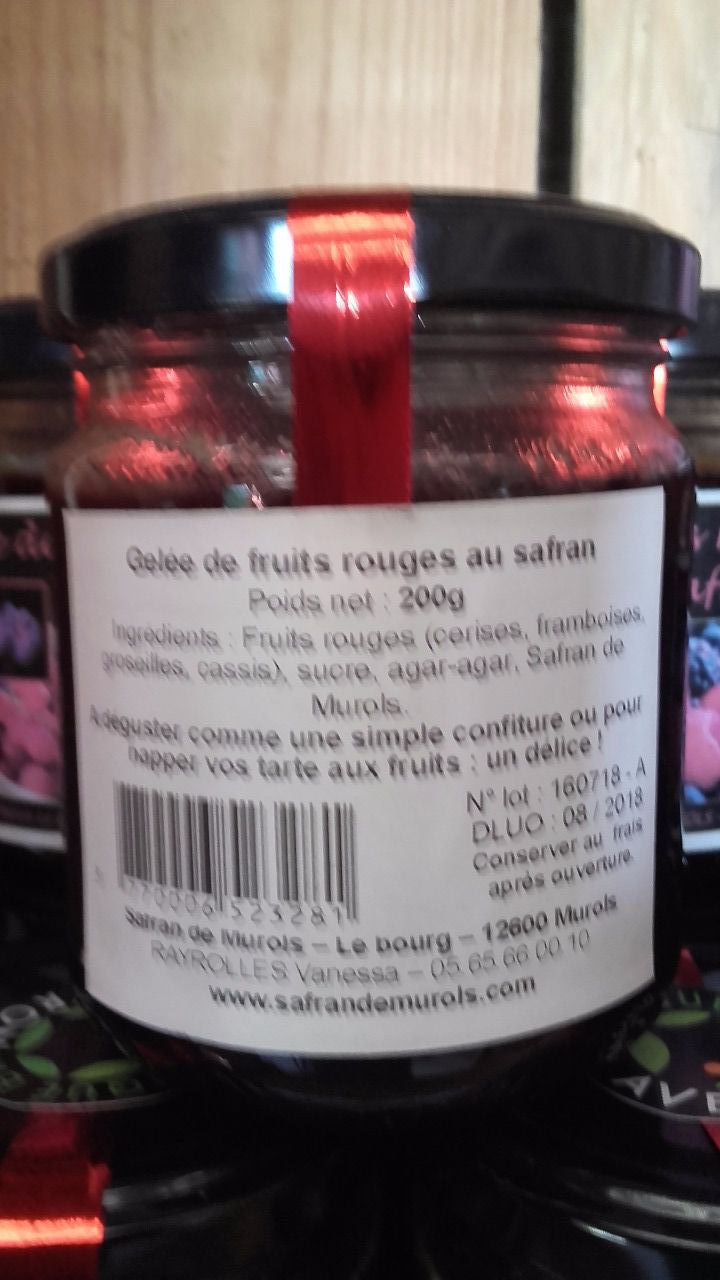 Gelée de fruits rouges au safran
Poids net : 200g
Ingrédients : Fruits rouges (cerises, framboises,
groseilles, cassis), sucre, agar-agar, Safran de
Murols.
A déguster comme une simple confiture ou pour
napper vos tarte aux fruits : un délice !
N° lot : 160718 - A
DLUO : 08 / 2018
Conserver au frais
après ouverture.
770006 523281
Safran de Murols – Le bourg – 12600 Murols
RAYROLLES Vanessa – 05 65 66 00 10
www.safrandemurols.com
AVE